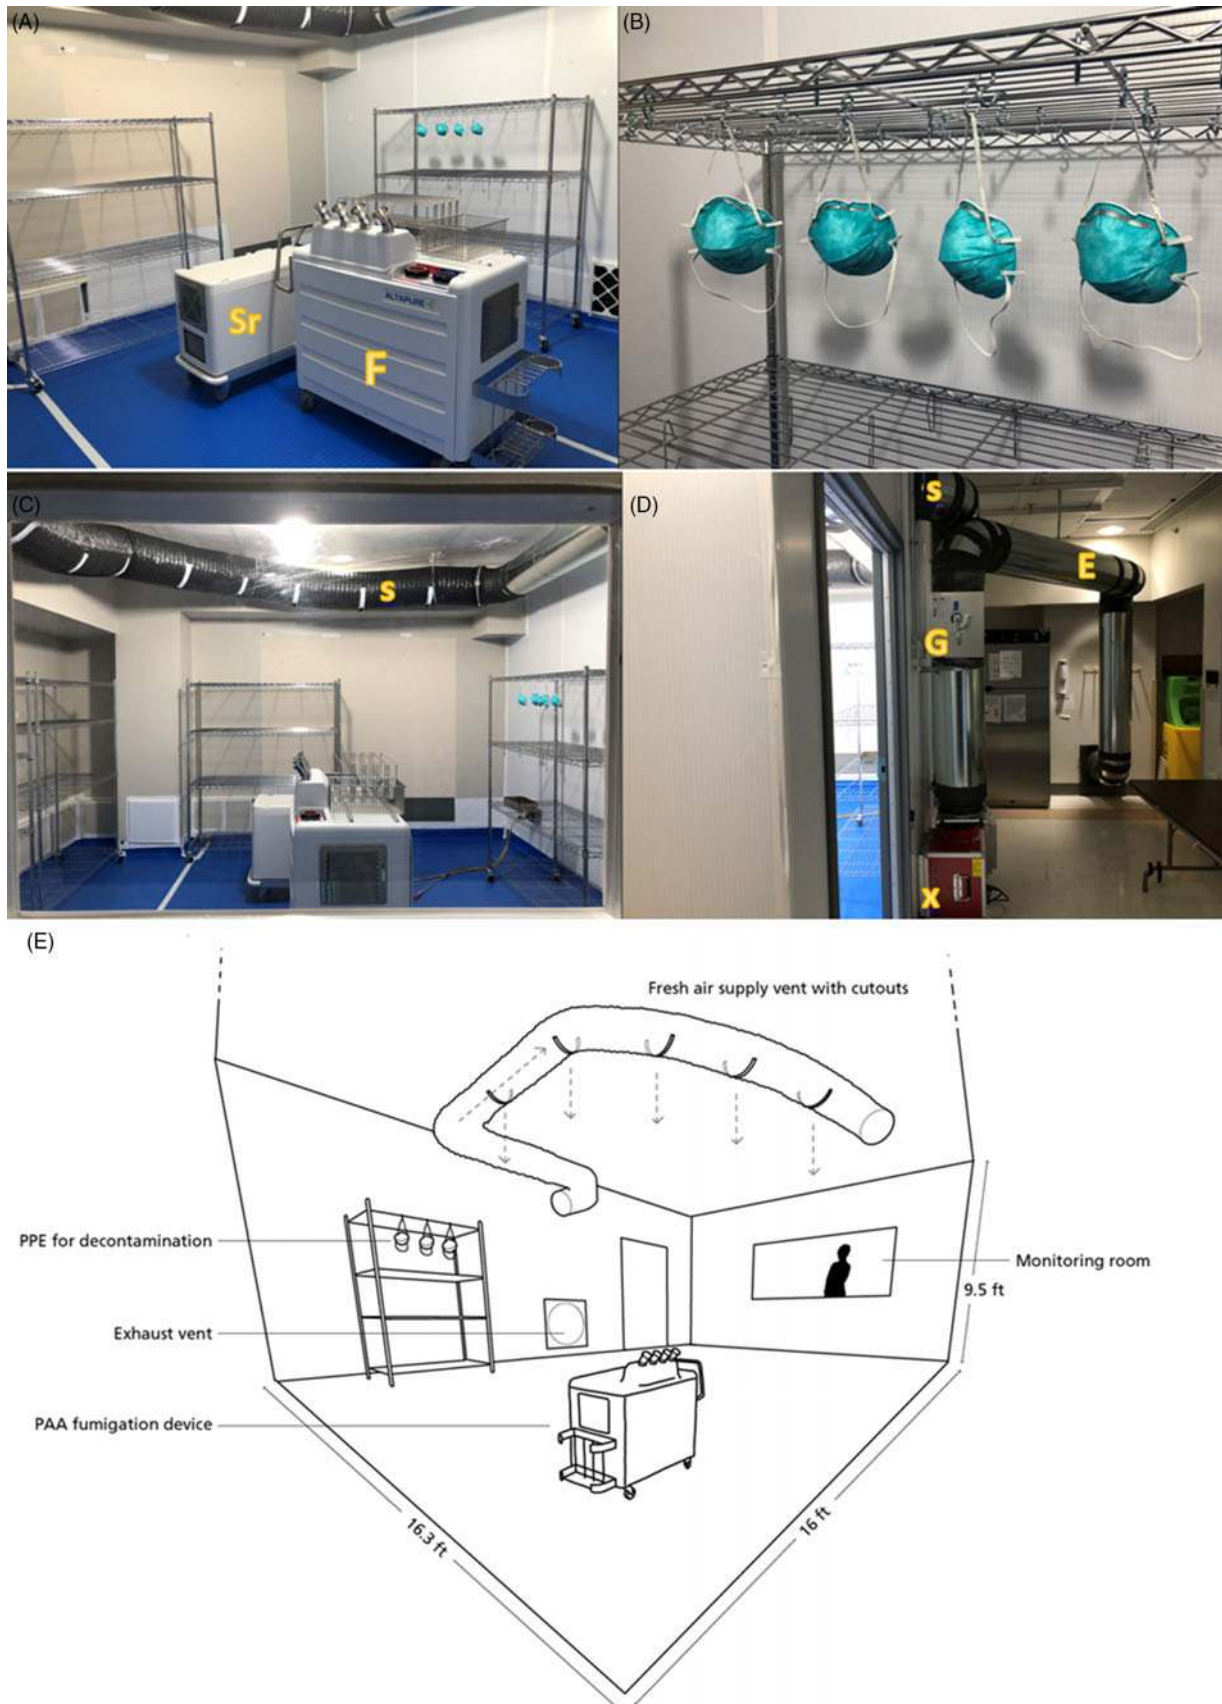 (A)
Sr
F
ALTAPURE
(B)
(C)
s
(D)
s
E
G
x
(E)
Fresh air supply vent with cutouts
PPE for decontamination
Monitoring room
9.5 ft
Exhaust vent
PAA fumigation device
16.3 ft
16 ft